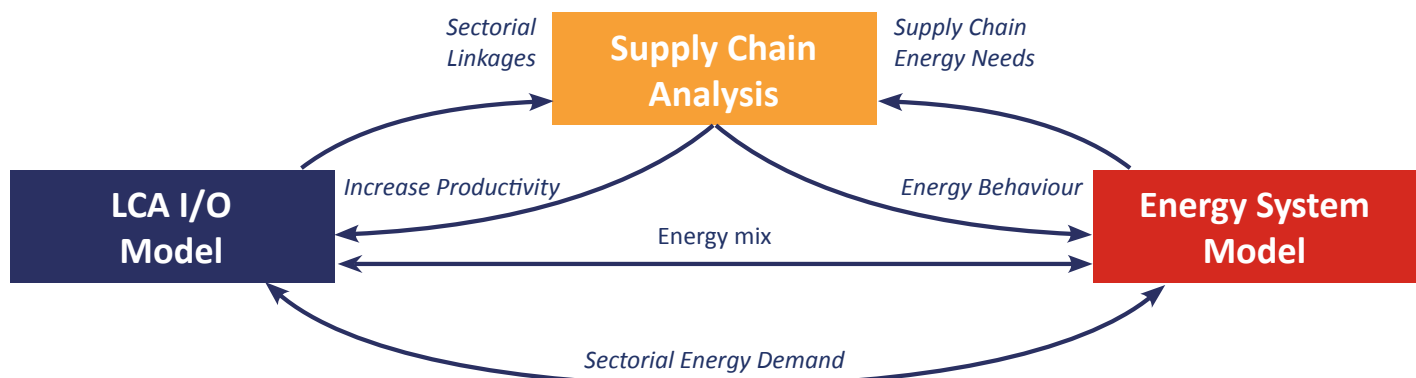 Sectorial
Linkages
Supply Chain
Analysis
Supply Chain
Energy Needs
LCA I/O
Model
Increase Productivity
Energy mix
Energy Behaviour
Energy System
Model
Sectorial Energy Demand